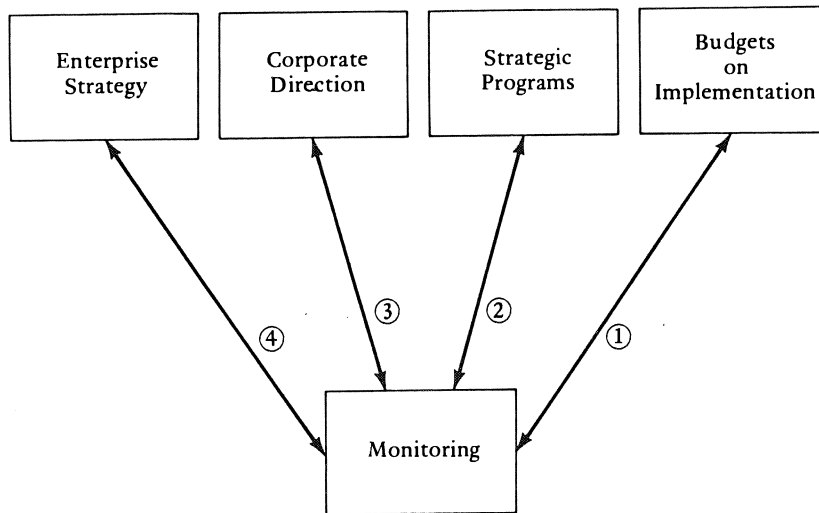 Enterprise
Strategy
Corporate
Direction
Strategic
Programs
Budgets
on
Implementation
④
③
②
①
Monitoring